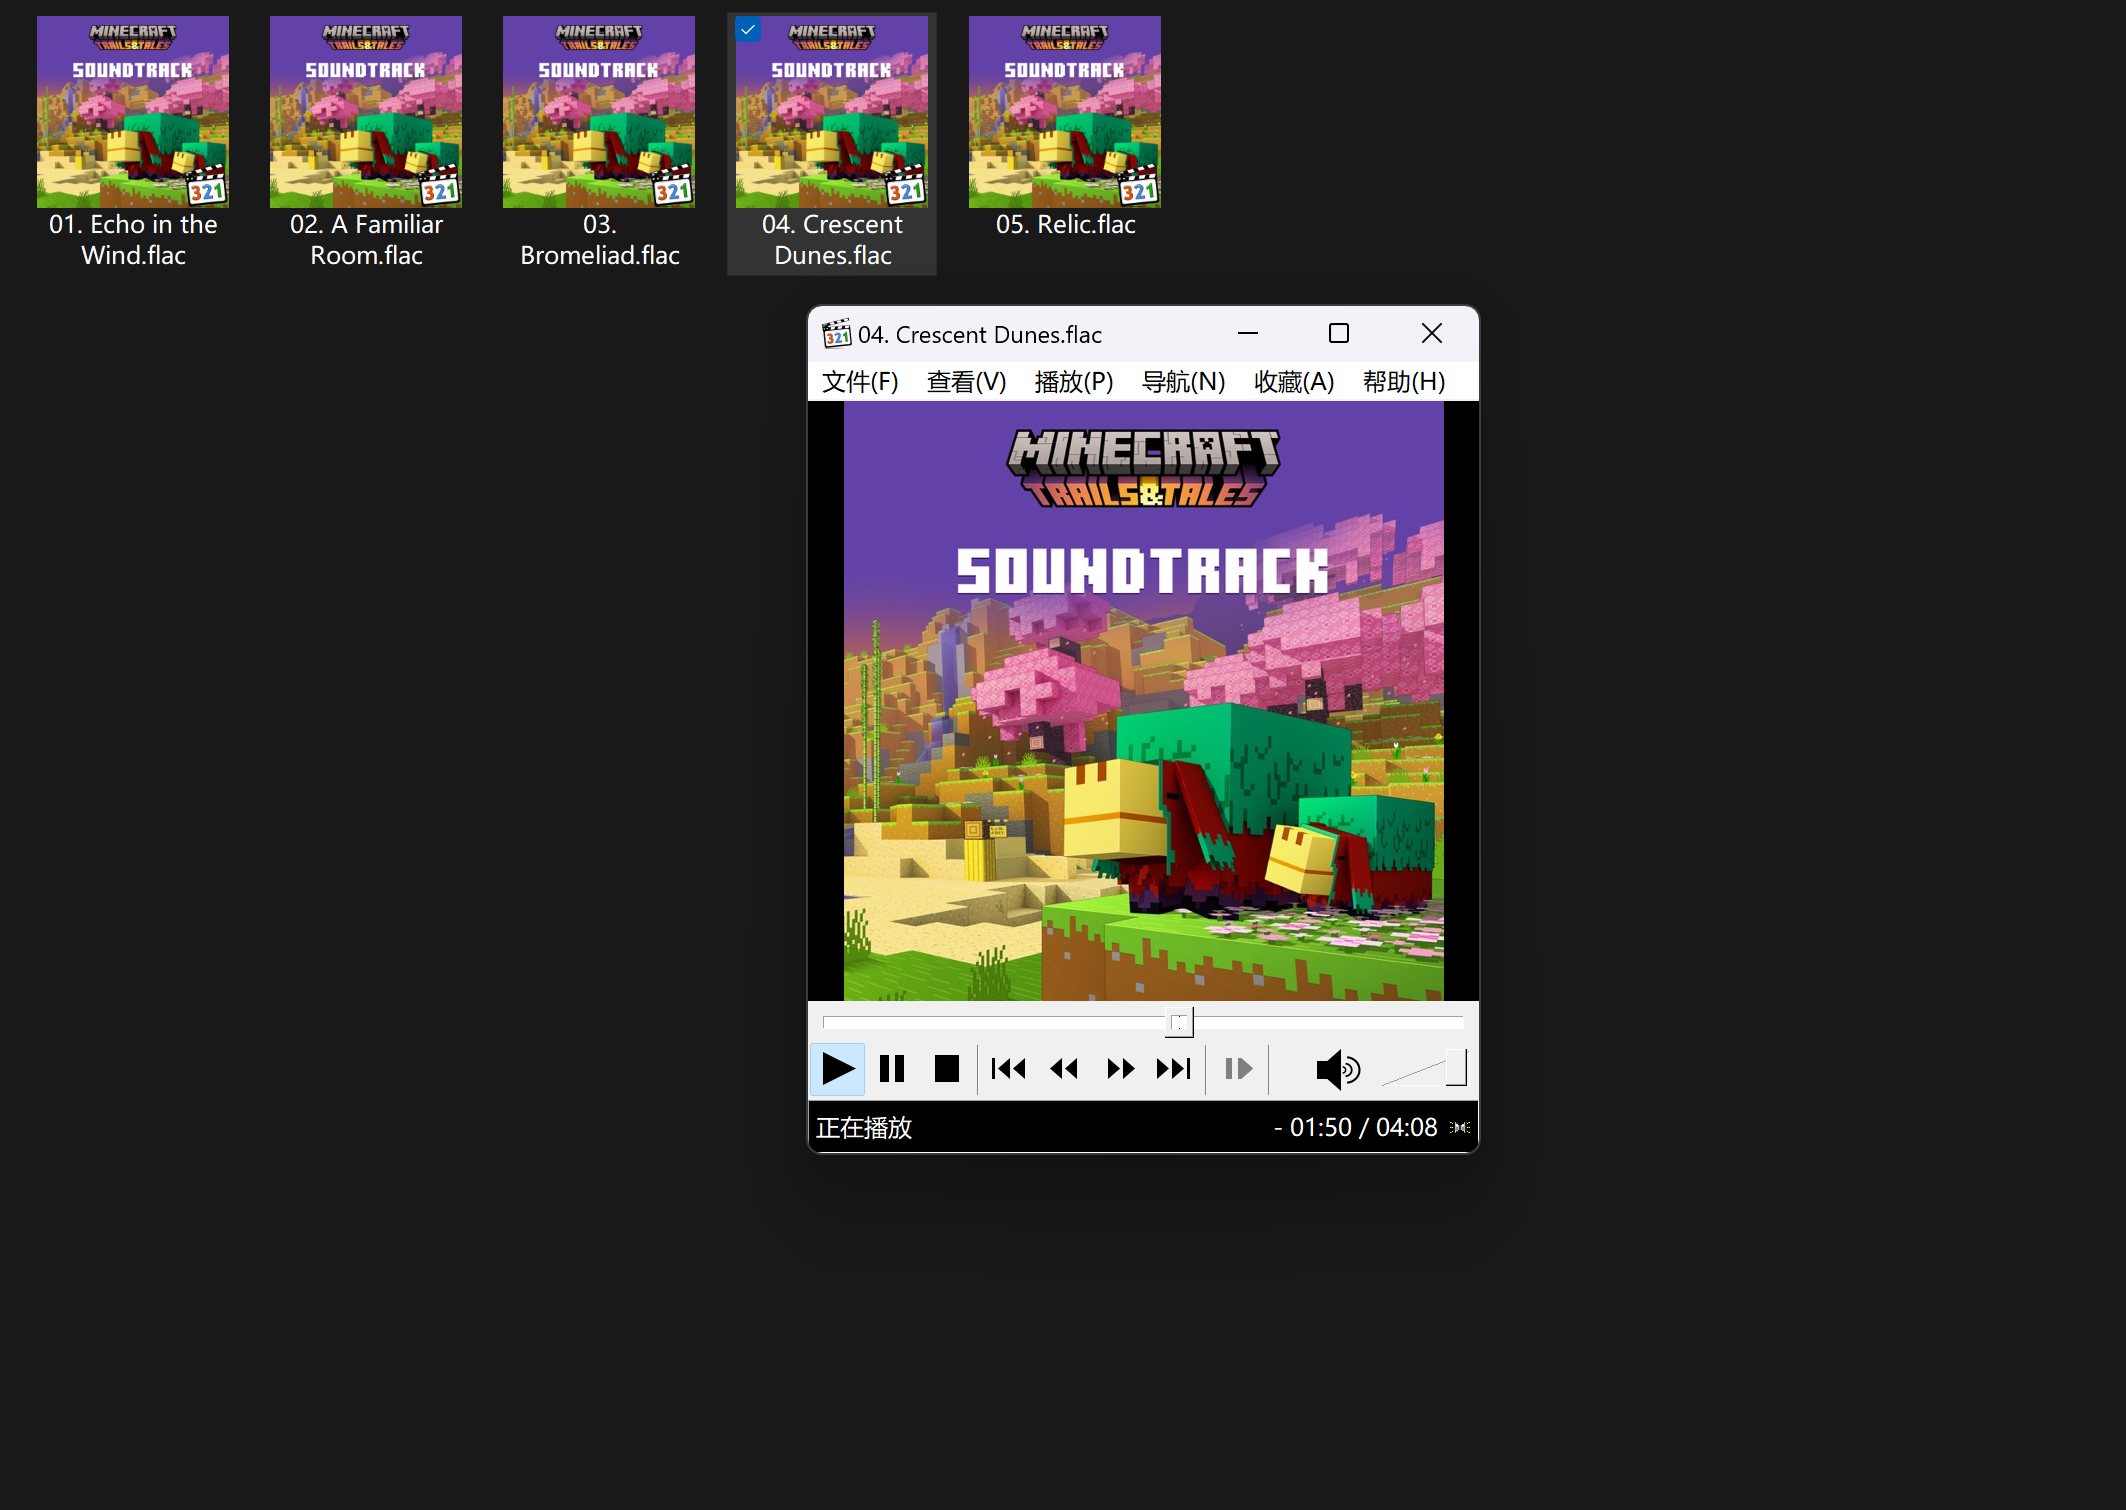 MINECRAFT
TRAILS&TALES
SOUNDTRACK
321
01. Echo in the
Wind.flac
MINECRAFT
TRAILS&TALES
SOUNDTRACK
321
02. A Familiar
Room.flac
MINECRAFT
TRAILS&TALES
SOUNDTRACK
321
03.
Bromeliad.flac
MINECRAFT
TRAILS&TALES
SOUNDTRACK
321
04. Crescent
Dunes.flac
MINECRAFT
TRAILS&TALES
SOUNDTRACK
321
05. Relic.flac
321 04. Crescent Dunes.flac
文件(F) 查看(V) 播放(P) 导航(N) 收藏(A) 帮助(H)
MINECRAFT
TRAILS&TALES
SOUNDTRACK
正在播放 - 01:50 / 04:08